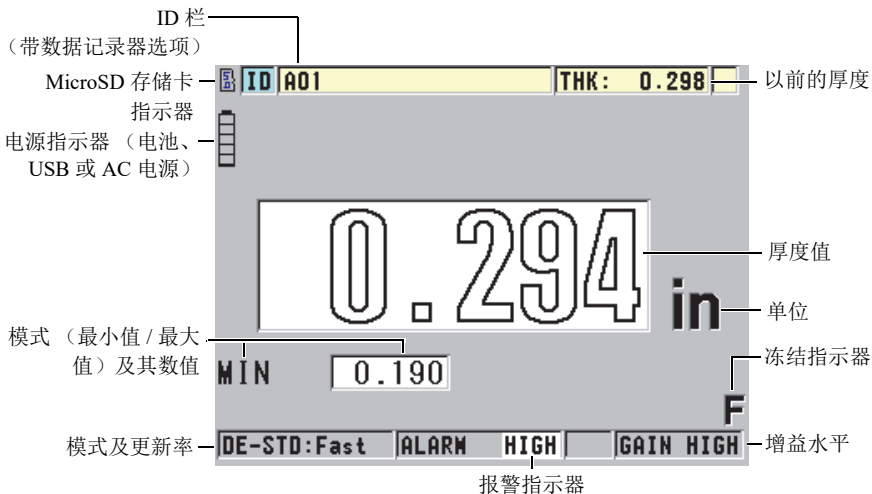 ID 栏
（带数据记录器选项）
MicroSD 存储卡
指示器
ID A01 THK: 0.298
以前的厚度
电源指示器 （电池、
USB 或 AC 电源）
0.294
厚度值
in
单位
模式 （最小值 / 最大
值）及其数值
MIN 0.190
冻结指示器
F
模式及更新率
DE-STD:Fast ALARM HIGH GAIN HIGH
增益水平
报警指示器